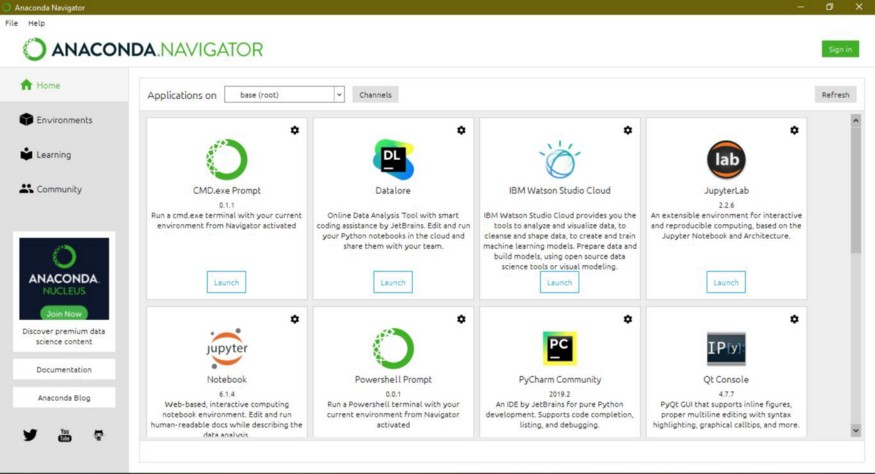 Anaconda Navigator
File Help
ANACONDA.NAVIGATOR
Sign in
Home
Environments
Learning
Community
ANACONDA.
NUCLEUS
Join Now
Discover premium data
science content
Documentation
Anaconda Blog
You
Tube
Applications on base (root) Channels Refresh
CMD.exe Prompt
0.1.1
Run a cmd.exe terminal with your current
environment from Navigator activated
Launch
DL
Datalore
Online Data Analysis Tool with smart
coding assistance by JetBrains. Edit and run
your Python notebooks in the cloud and
share them with your team.
Launch
IBM Watson Studio Cloud
IBM Watson Studio Cloud provides you the
tools to analyze and visualize data, to
cleanse and shape data, to create and train
machine learning models. Prepare data and
build models, using open source data
science tools or visual modeling.
Launch
lab
JupyterLab
2.2.6
An extensible environment for interactive
and reproducible computing, based on the
Jupyter Notebook and Architecture.
Launch
jupyter
Notebook
6.1.4
Web-based, interactive computing
notebook environment. Edit and run
human-readable docs while describing the
data analysis.
Powershell Prompt
0.0.1
Run a Powershell terminal with your
current environment from Navigator
activated
PC
PyCharm Community
2019.2
An IDE by JetBrains for pure Python
development. Supports code completion,
listing, and debugging.
IP[y]:
Qt Console
4.7.7
PyQt GUI that supports inline figures,
proper multiline editing with syntax
highlighting, graphical calltips, and more.